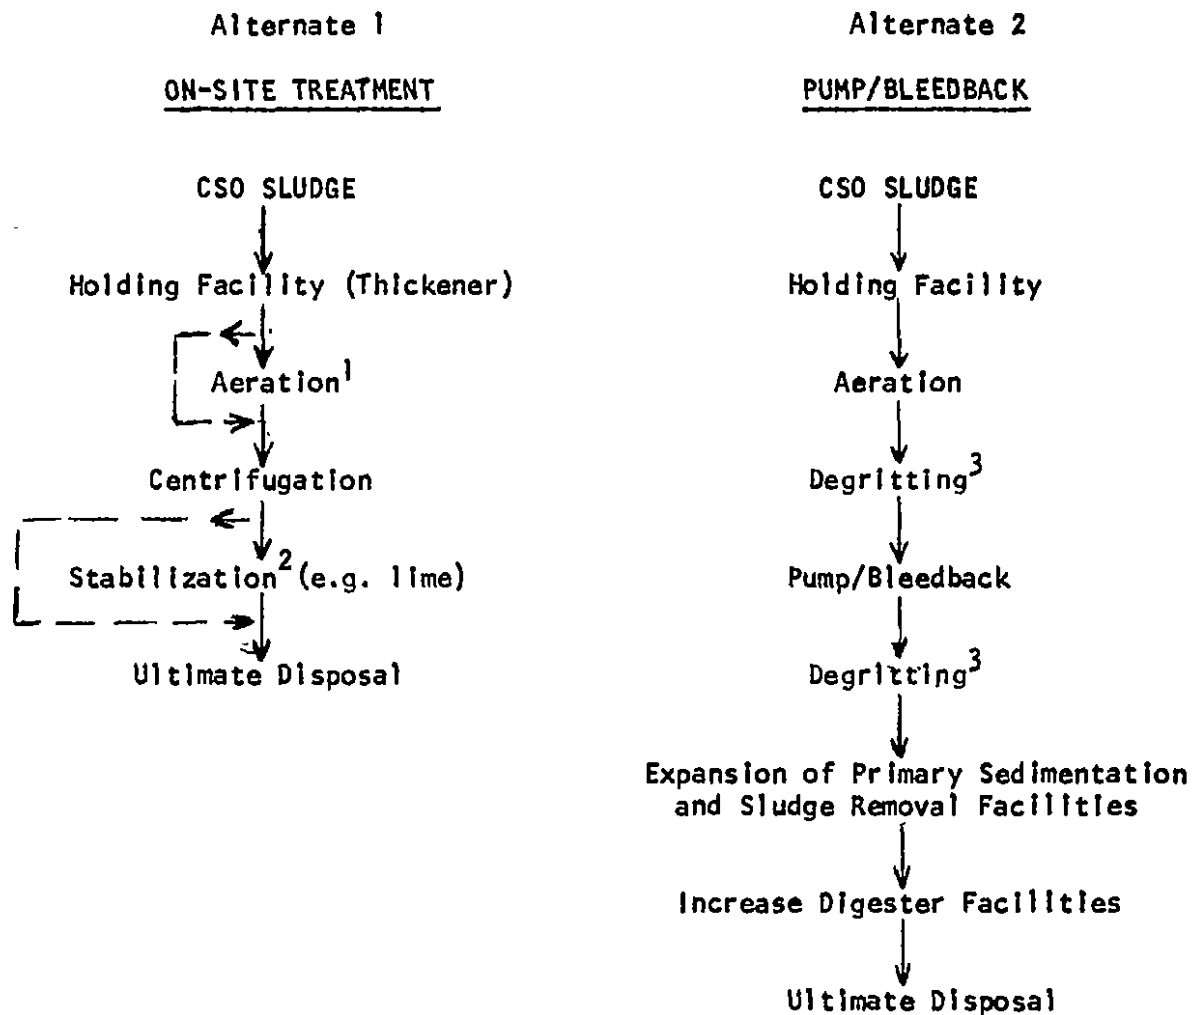 Alternate 1
ON-SITE TREATMENT
CSO SLUDGE
Holding Facility (Thickener)
Aeration¹
Centrifugation
Stabilization² (e.g. lime)
Ultimate Disposal
Alternate 2
PUMP/BLEEDBACK
CSO SLUDGE
Holding Facility
Aeration
Degritting³
Pump/Bleedback
Degritting³
Expansion of Primary Sedimentation
and Sludge Removal Facilities
Increase Digester Facilities
Ultimate Disposal